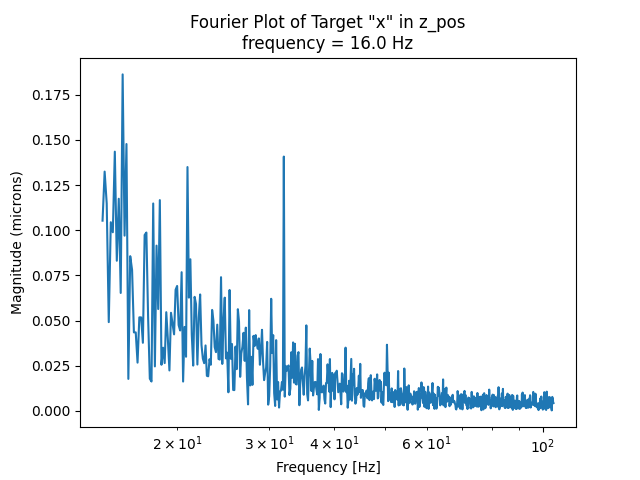 Fourier Plot of Target "x" in z_pos
frequency = 16.0 Hz
Magnitude (microns)
0.175
0.150
0.125
0.100
0.075
0.050
0.025
0.000
2 × 10¹
3 × 10¹
4 × 10¹
6 × 10¹
10²
Frequency [Hz]